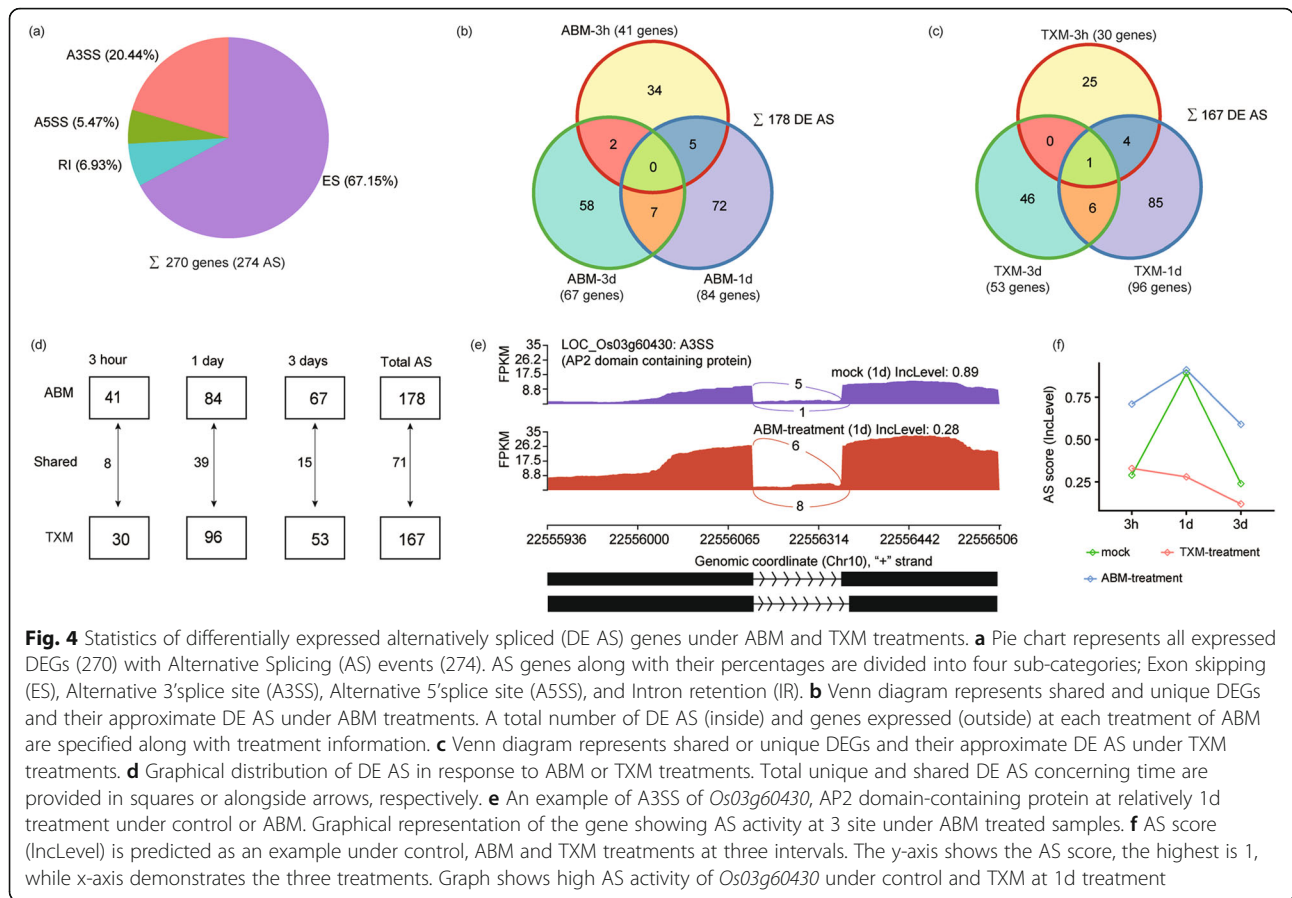 (a)
A3SS (20.44%)
A5SS (5.47%)
RI (6.93%)
ES (67.15%)
Σ 270 genes (274 AS)
(b)
ABM-3h (41 genes)
34
Σ 178 DE AS
2
5
0
58
7
72
ABM-3d
(67 genes)
ABM-1d
(84 genes)
(c)
TXM-3h (30 genes)
25
Σ 167 DE AS
0
4
1
46
6
85
TXM-3d
(53 genes)
TXM-1d
(96 genes)
(d)
3 hour
1 day
3 days
Total AS
ABM
41
84
67
178
Shared
8
39
15
71
TXM
30
96
53
167
(e)
LOC_Os03g60430: A3SS
(AP2 domain containing protein)
mock (1d) IncLevel: 0.89
FPKM
35
26.2
17.5
8.8
5
1
ABM-treatment (1d) IncLevel: 0.28
FPKM
35
26.2
17.5
8.8
6
8
22555936 22556000 22556065 22556314 22556442 22556506
Genomic coordlnate (Chr10), "+" strand
(f)
AS score (IncLevel)
0.75
0.50
0.25
3h 1d 3d
mock
TXM-treatment
ABM-treatment
Fig. 4 Statistics of differentially expressed alternatively spliced (DE AS) genes under ABM and TXM treatments. a Pie chart represents all expressed
DEGs (270) with Alternative Splicing (AS) events (274). AS genes along with their percentages are divided into four sub-categories; Exon skipping
(ES), Alternative 3'splice site (A3SS), Alternative 5'splice site (A5SS), and Intron retention (IR). b Venn diagram represents shared and unique DEGs
and their approximate DE AS under ABM treatments. A total number of DE AS (inside) and genes expressed (outside) at each treatment of ABM
are specified along with treatment information. c Venn diagram represents shared or unique DEGs and their approximate DE AS under TXM
treatments. d Graphical distribution of DE AS in response to ABM or TXM treatments. Total unique and shared DE AS concerning time are
provided in squares or alongside arrows, respectively. e An example of A3SS of Os03g60430, AP2 domain-containing protein at relatively 1d
treatment under control or ABM. Graphical representation of the gene showing AS activity at 3 site under ABM treated samples. f AS score
(IncLevel) is predicted as an example under control, ABM and TXM treatments at three intervals. The y-axis shows the AS score, the highest is 1,
while x-axis demonstrates the three treatments. Graph shows high AS activity of Os03g60430 under control and TXM at 1d treatment